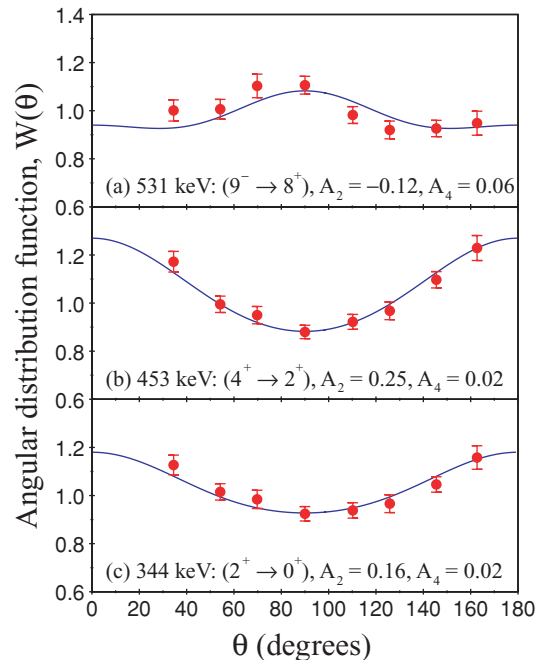 Angular distribution function, W(θ)
1.4
1.2
1.0
0.8
(a) 531 keV: (9⁻ → 8⁺), A₂ = −0.12, A₄ = 0.06
0.6
1.2
1.0
0.8
(b) 453 keV: (4⁺ → 2⁺), A₂ = 0.25, A₄ = 0.02
0.6
1.2
1.0
0.8
(c) 344 keV: (2⁺ → 0⁺), A₂ = 0.16, A₄ = 0.02
0.6
0 20 40 60 80 100 120 140 160 180
θ (degrees)